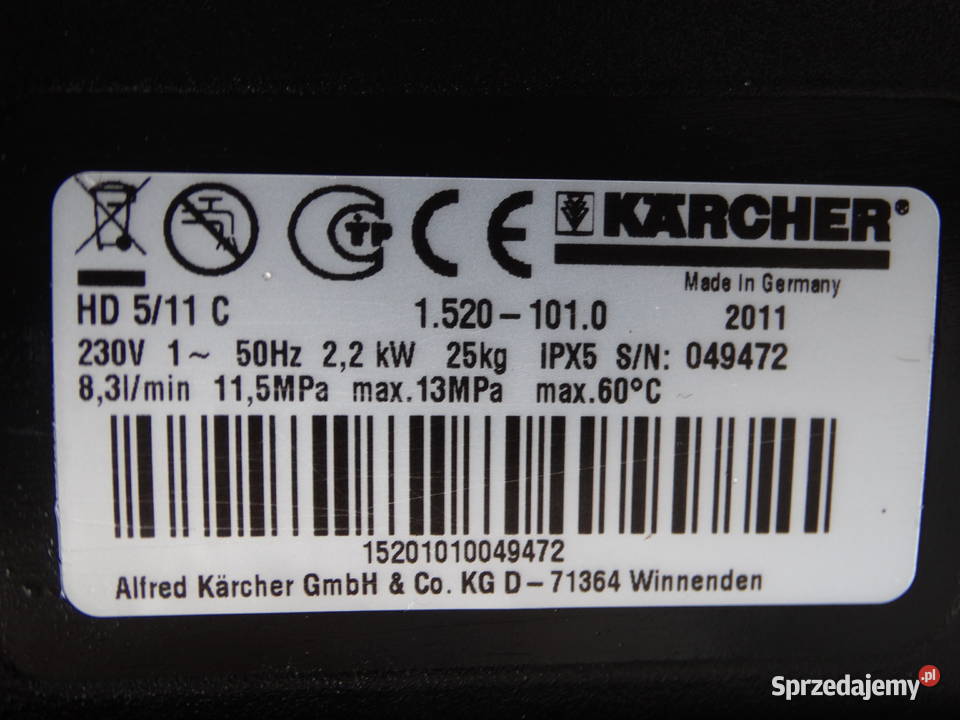 KÄRCHER®
Made In Germany
HD 5/11 C 1.520-101.0 2011
230V 1~ 50Hz 2,2 kW 25kg IPX5 S/N: 049472
8,3l/min 11,5MPa max.13MPa max.60°C
15201010049472
Alfred Kärcher GmbH & Co. KG D-71364 Winnenden
Sprzedajemy.pl